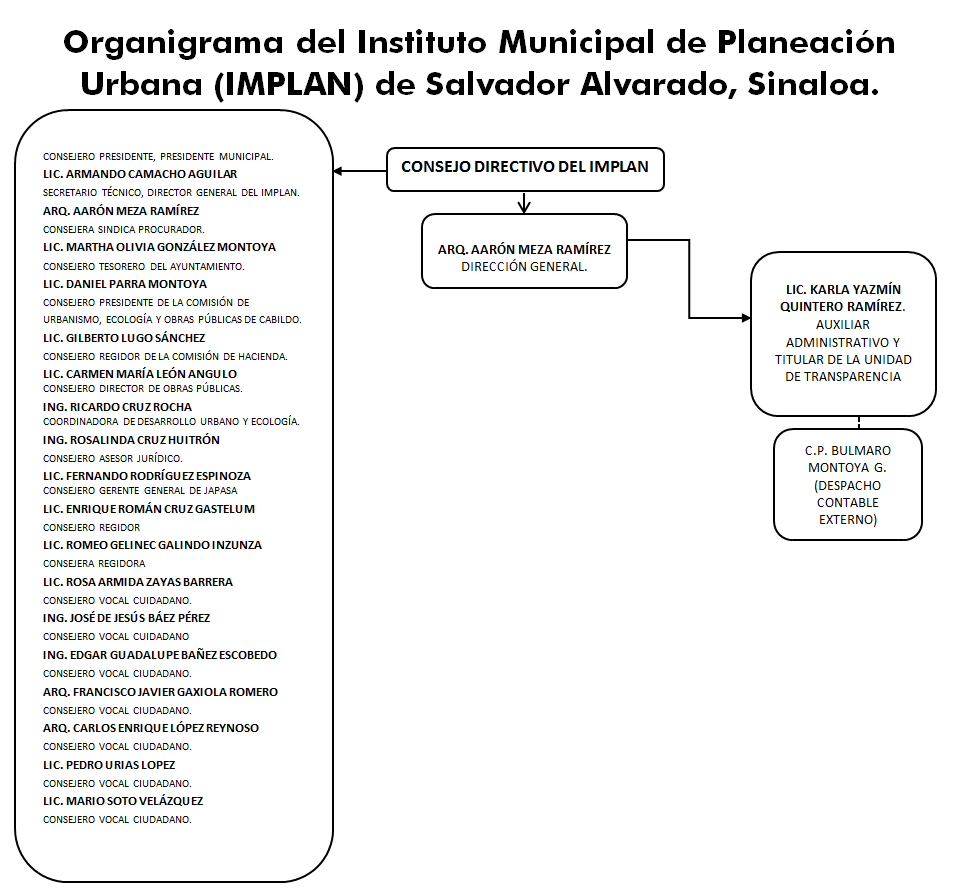 Organigrama del Instituto Municipal de Planeación
Urbana (IMPLAN) de Salvador Alvarado, Sinaloa.
CONSEJERO PRESIDENTE, PRESIDENTE MUNICIPAL.
LIC. ARMANDO CAMACHO AGUILAR
SECRETARIO TÉCNICO, DIRECTOR GENERAL DEL IMPLAN.
ARQ. AARÓN MEZA RAMÍREZ
CONSEJERA SINDICA PROCURADOR.
LIC. MARTHA OLIVIA GONZÁLEZ MONTOYA
CONSEJERO TESORERO DEL AYUNTAMIENTO.
LIC. DANIEL PARRA MONTOYA
CONSEJERO PRESIDENTE DE LA COMISIÓN DE
URBANISMO, ECOLOGÍA Y OBRAS PÚBLICAS DE CABILDO.
LIC. GILBERTO LUGO SÁNCHEZ
CONSEJERO REGIDOR DE LA COMISIÓN DE HACIENDA.
LIC. CARMEN MARÍA LEÓN ANGULO
CONSEJERO DIRECTOR DE OBRAS PÚBLICAS.
ING. RICARDO CRUZ ROCHA
COORDINADORA DE DESARROLLO URBANO Y ECOLOGÍA.
ING. ROSALINDA CRUZ HUITRÓN
CONSEJERO ASESOR JURÍDICO.
LIC. FERNANDO RODRÍGUEZ ESPINOZA
CONSEJERO GERENTE GENERAL DE JAPASA
LIC. ENRIQUE ROMÁN CRUZ GASTELUM
CONSEJERO REGIDOR
LIC. ROMEO GELINEC GALINDO INZUNZA
CONSEJERA REGIDORA
LIC. ROSA ARMIDA ZAYAS BARRERA
CONSEJERO VOCAL CUIDADANO.
ING. JOSÉ DE JESÚS BÁEZ PÉREZ
CONSEJERO VOCAL CUIDADANO
ING. EDGAR GUADALUPE BAÑEZ ESCOBEDO
CONSEJERO VOCAL CIUDADANO.
ARQ. FRANCISCO JAVIER GAXIOLA ROMERO
CONSEJERO VOCAL CIUDADANO.
ARQ. CARLOS ENRIQUE LÓPEZ REYNOSO
CONSEJERO VOCAL CIUDADANO.
LIC. PEDRO URIAS LOPEZ
CONSEJERO VOCAL CIUDADANO.
LIC. MARIO SOTO VELÁZQUEZ
CONSEJERO VOCAL CIUDADANO.
CONSEJO DIRECTIVO DEL IMPLAN
ARQ. AARÓN MEZA RAMÍREZ
DIRECCIÓN GENERAL.
LIC. KARLA YAZMÍN
QUINTERO RAMÍREZ.
AUXILIAR
ADMINISTRATIVO Y
TITULAR DE LA UNIDAD
DE TRANSPARENCIA
C.P. BULMARO
MONTOYA G.
(DESPACHO
CONTABLE
EXTERNO)